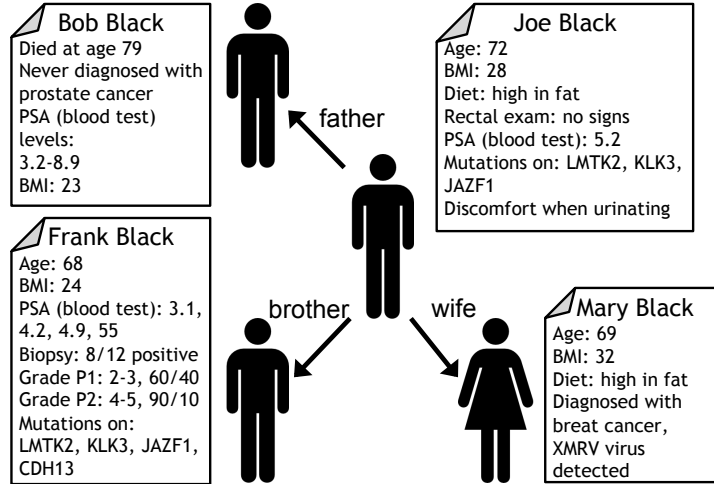 Bob Black
Died at age 79
Never diagnosed with
prostate cancer
PSA (blood test)
levels:
3.2-8.9
BMI: 23
father
Joe Black
Age: 72
BMI: 28
Diet: high in fat
Rectal exam: no signs
PSA (blood test): 5.2
Mutations on: LMTK2, KLK3,
JAZF1
Discomfort when urinating
Frank Black
Age: 68
BMI: 24
PSA (blood test): 3.1,
4.2, 4.9, 55
Biopsy: 8/12 positive
Grade P1: 2-3, 60/40
Grade P2: 4-5, 90/10
Mutations on:
LMTK2, KLK3, JAZF1,
CDH13
brother
wife
Mary Black
Age: 69
BMI: 32
Diet: high in fat
Diagnosed with
breat cancer,
XMRV virus
detected